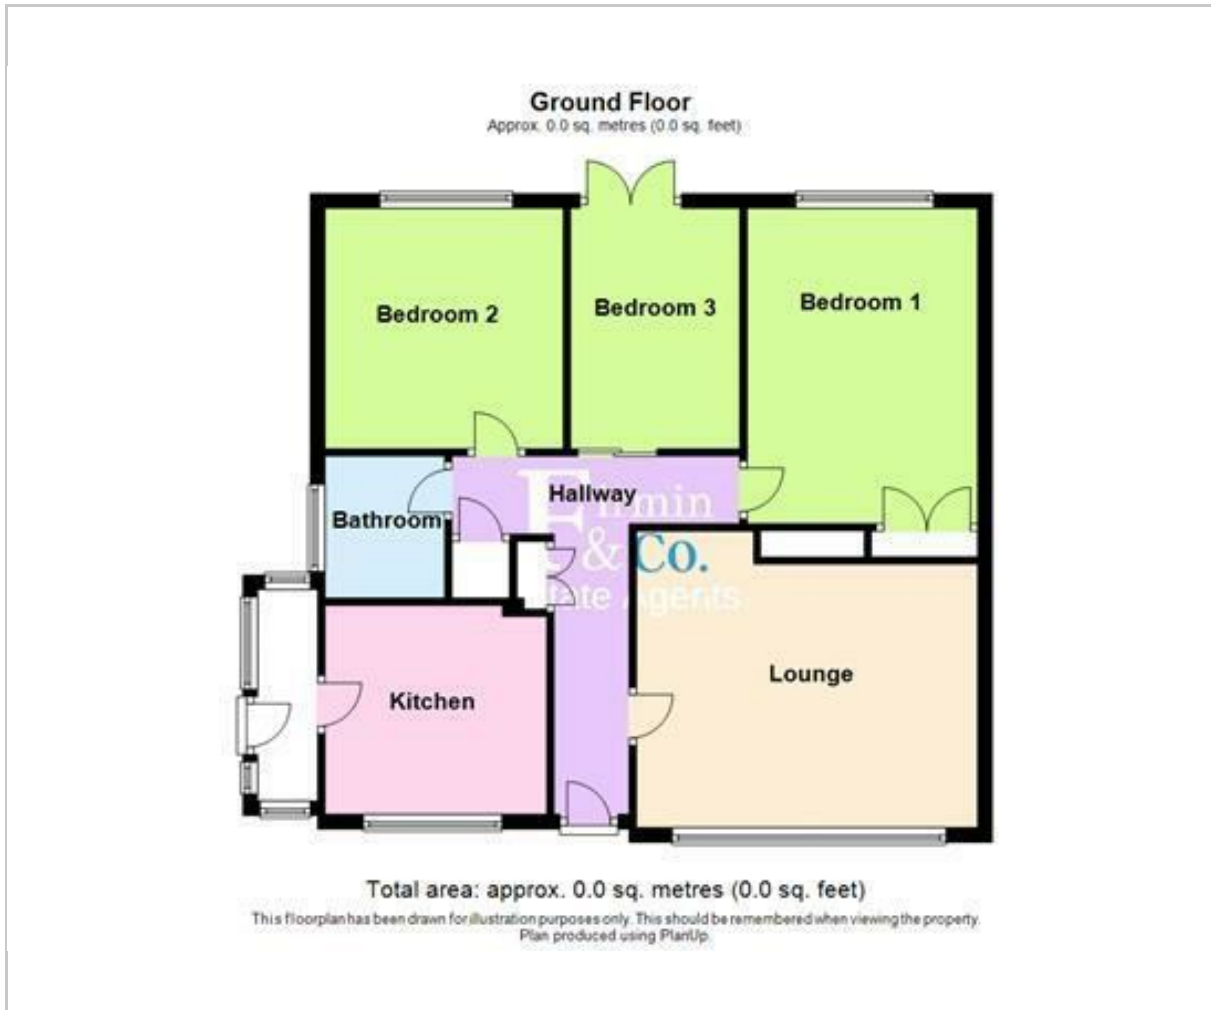 Ground Floor
Approx. 0.0 sq. metres (0.0 sq. feet)
Bedroom 2
Bedroom 3
Bedroom 1
Hallway
Bathroom
& Co.
Agents
Lounge
Kitchen
Total area: approx. 0.0 sq. metres (0.0 sq. feet)
This floorplan has been drawn for illustration purposes only. This should be remembered when viewing the property.
Plan produced using PlanUp.